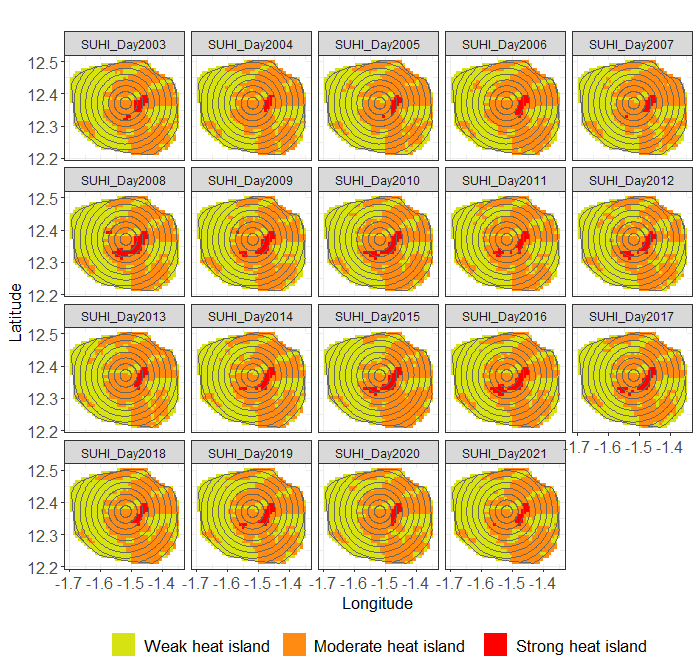 SUHI_Day2003 SUHI_Day2004 SUHI_Day2005 SUHI_Day2006 SUHI_Day2007
12.5
12.4
12.3
12.2
SUHI_Day2008 SUHI_Day2009 SUHI_Day2010 SUHI_Day2011 SUHI_Day2012
12.5
12.4
12.3
12.2
Latitude
SUHI_Day2013 SUHI_Day2014 SUHI_Day2015 SUHI_Day2016 SUHI_Day2017
12.5
12.4
12.3
12.2
-1.7 -1.6 -1.5 -1.4
SUHI_Day2018 SUHI_Day2019 SUHI_Day2020 SUHI_Day2021
12.5
12.4
12.3
12.2
-1.7 -1.6 -1.5 -1.4 -1.7 -1.6 -1.5 -1.4 -1.7 -1.6 -1.5 -1.4 -1.7 -1.6 -1.5 -1.4
Longitude
Weak heat island Moderate heat island Strong heat island